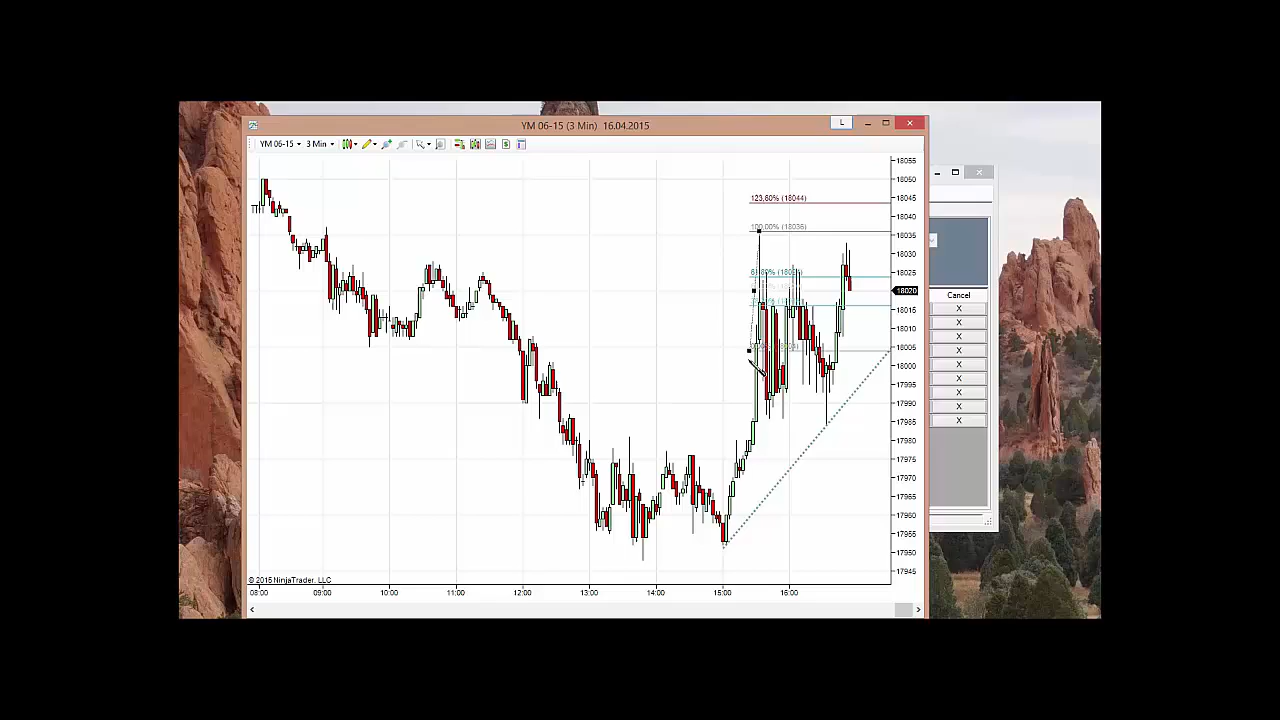 YM 06-15 (3 Min) 16.04.2015
L
YM 06-15
3 Min
18055
18050
18045
18040
18035
18030
18025
18020
18015
18010
18005
18000
17995
17990
17985
17980
17975
17970
17965
17960
17955
17950
17945
123,60% (18044)
100,00% (18036)
© 2015 NinjaTrader, LLC
08:00 09:00 10:00 11:00 12:00 13:00 14:00 15:00 16:00
Cancel
X
X
X
X
X
X
X
X
X